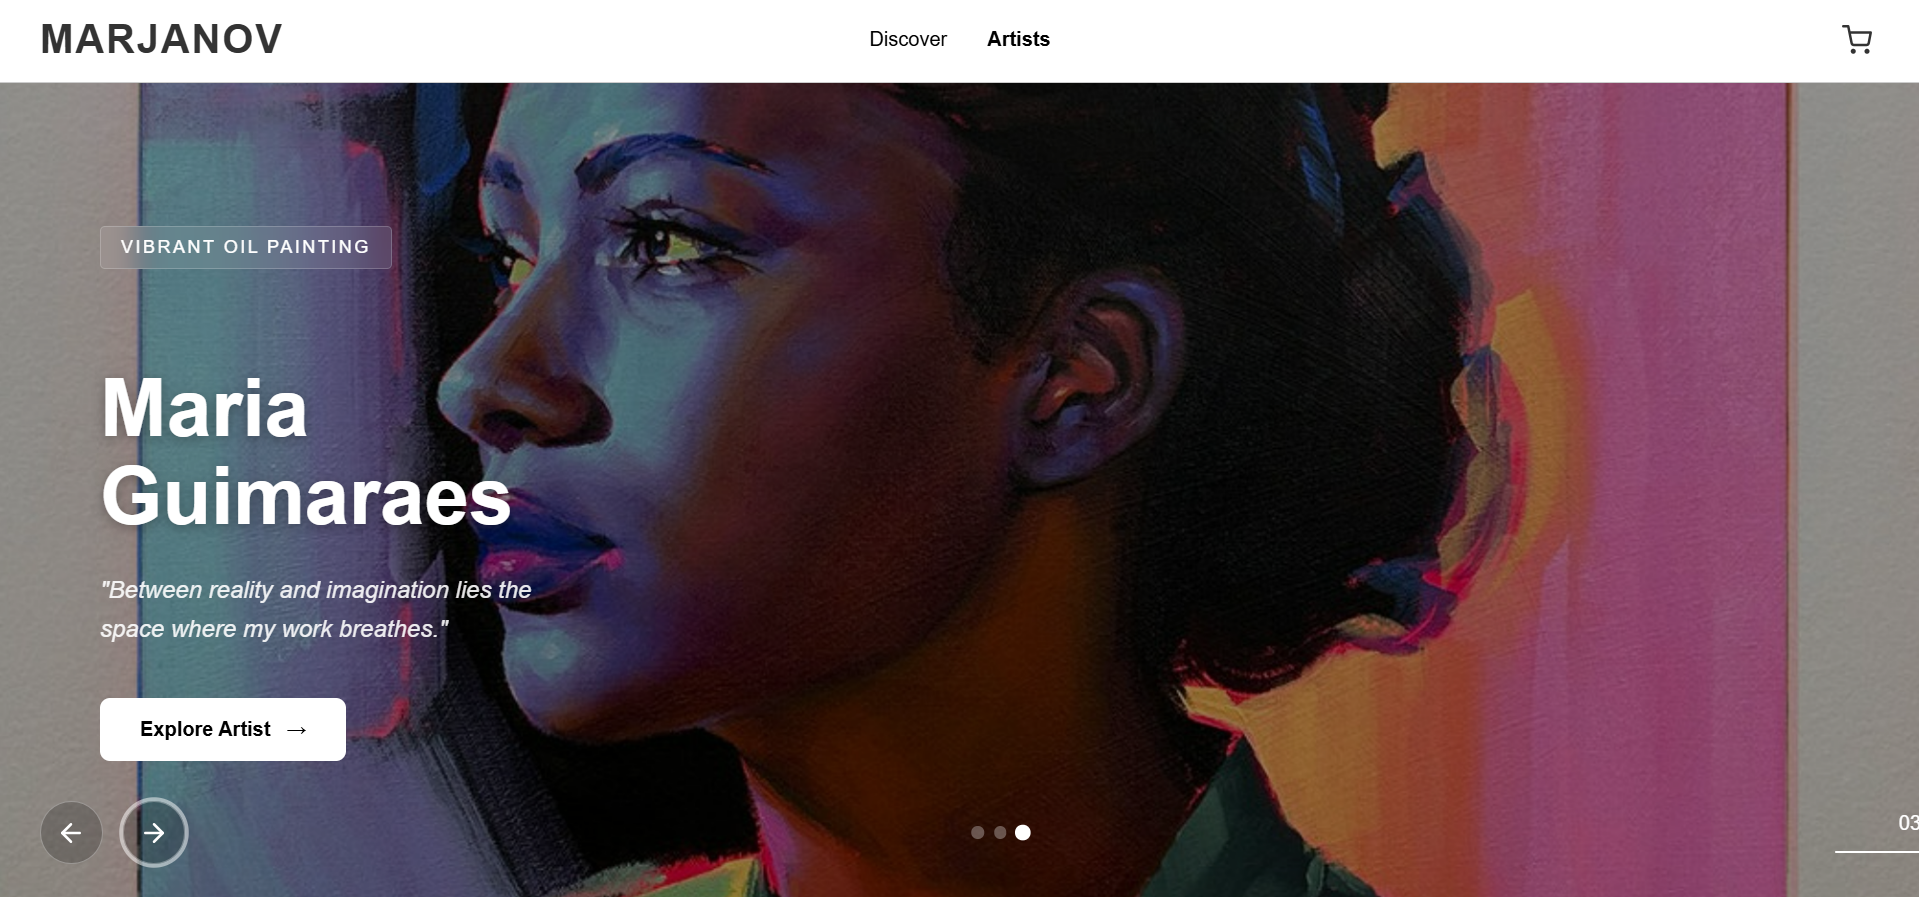 MARJANOV
Discover
Artists
VIBRANT OIL PAINTING
Maria
Guimaraes
"Between reality and imagination lies the
space where my work breathes."
Explore Artist →
03